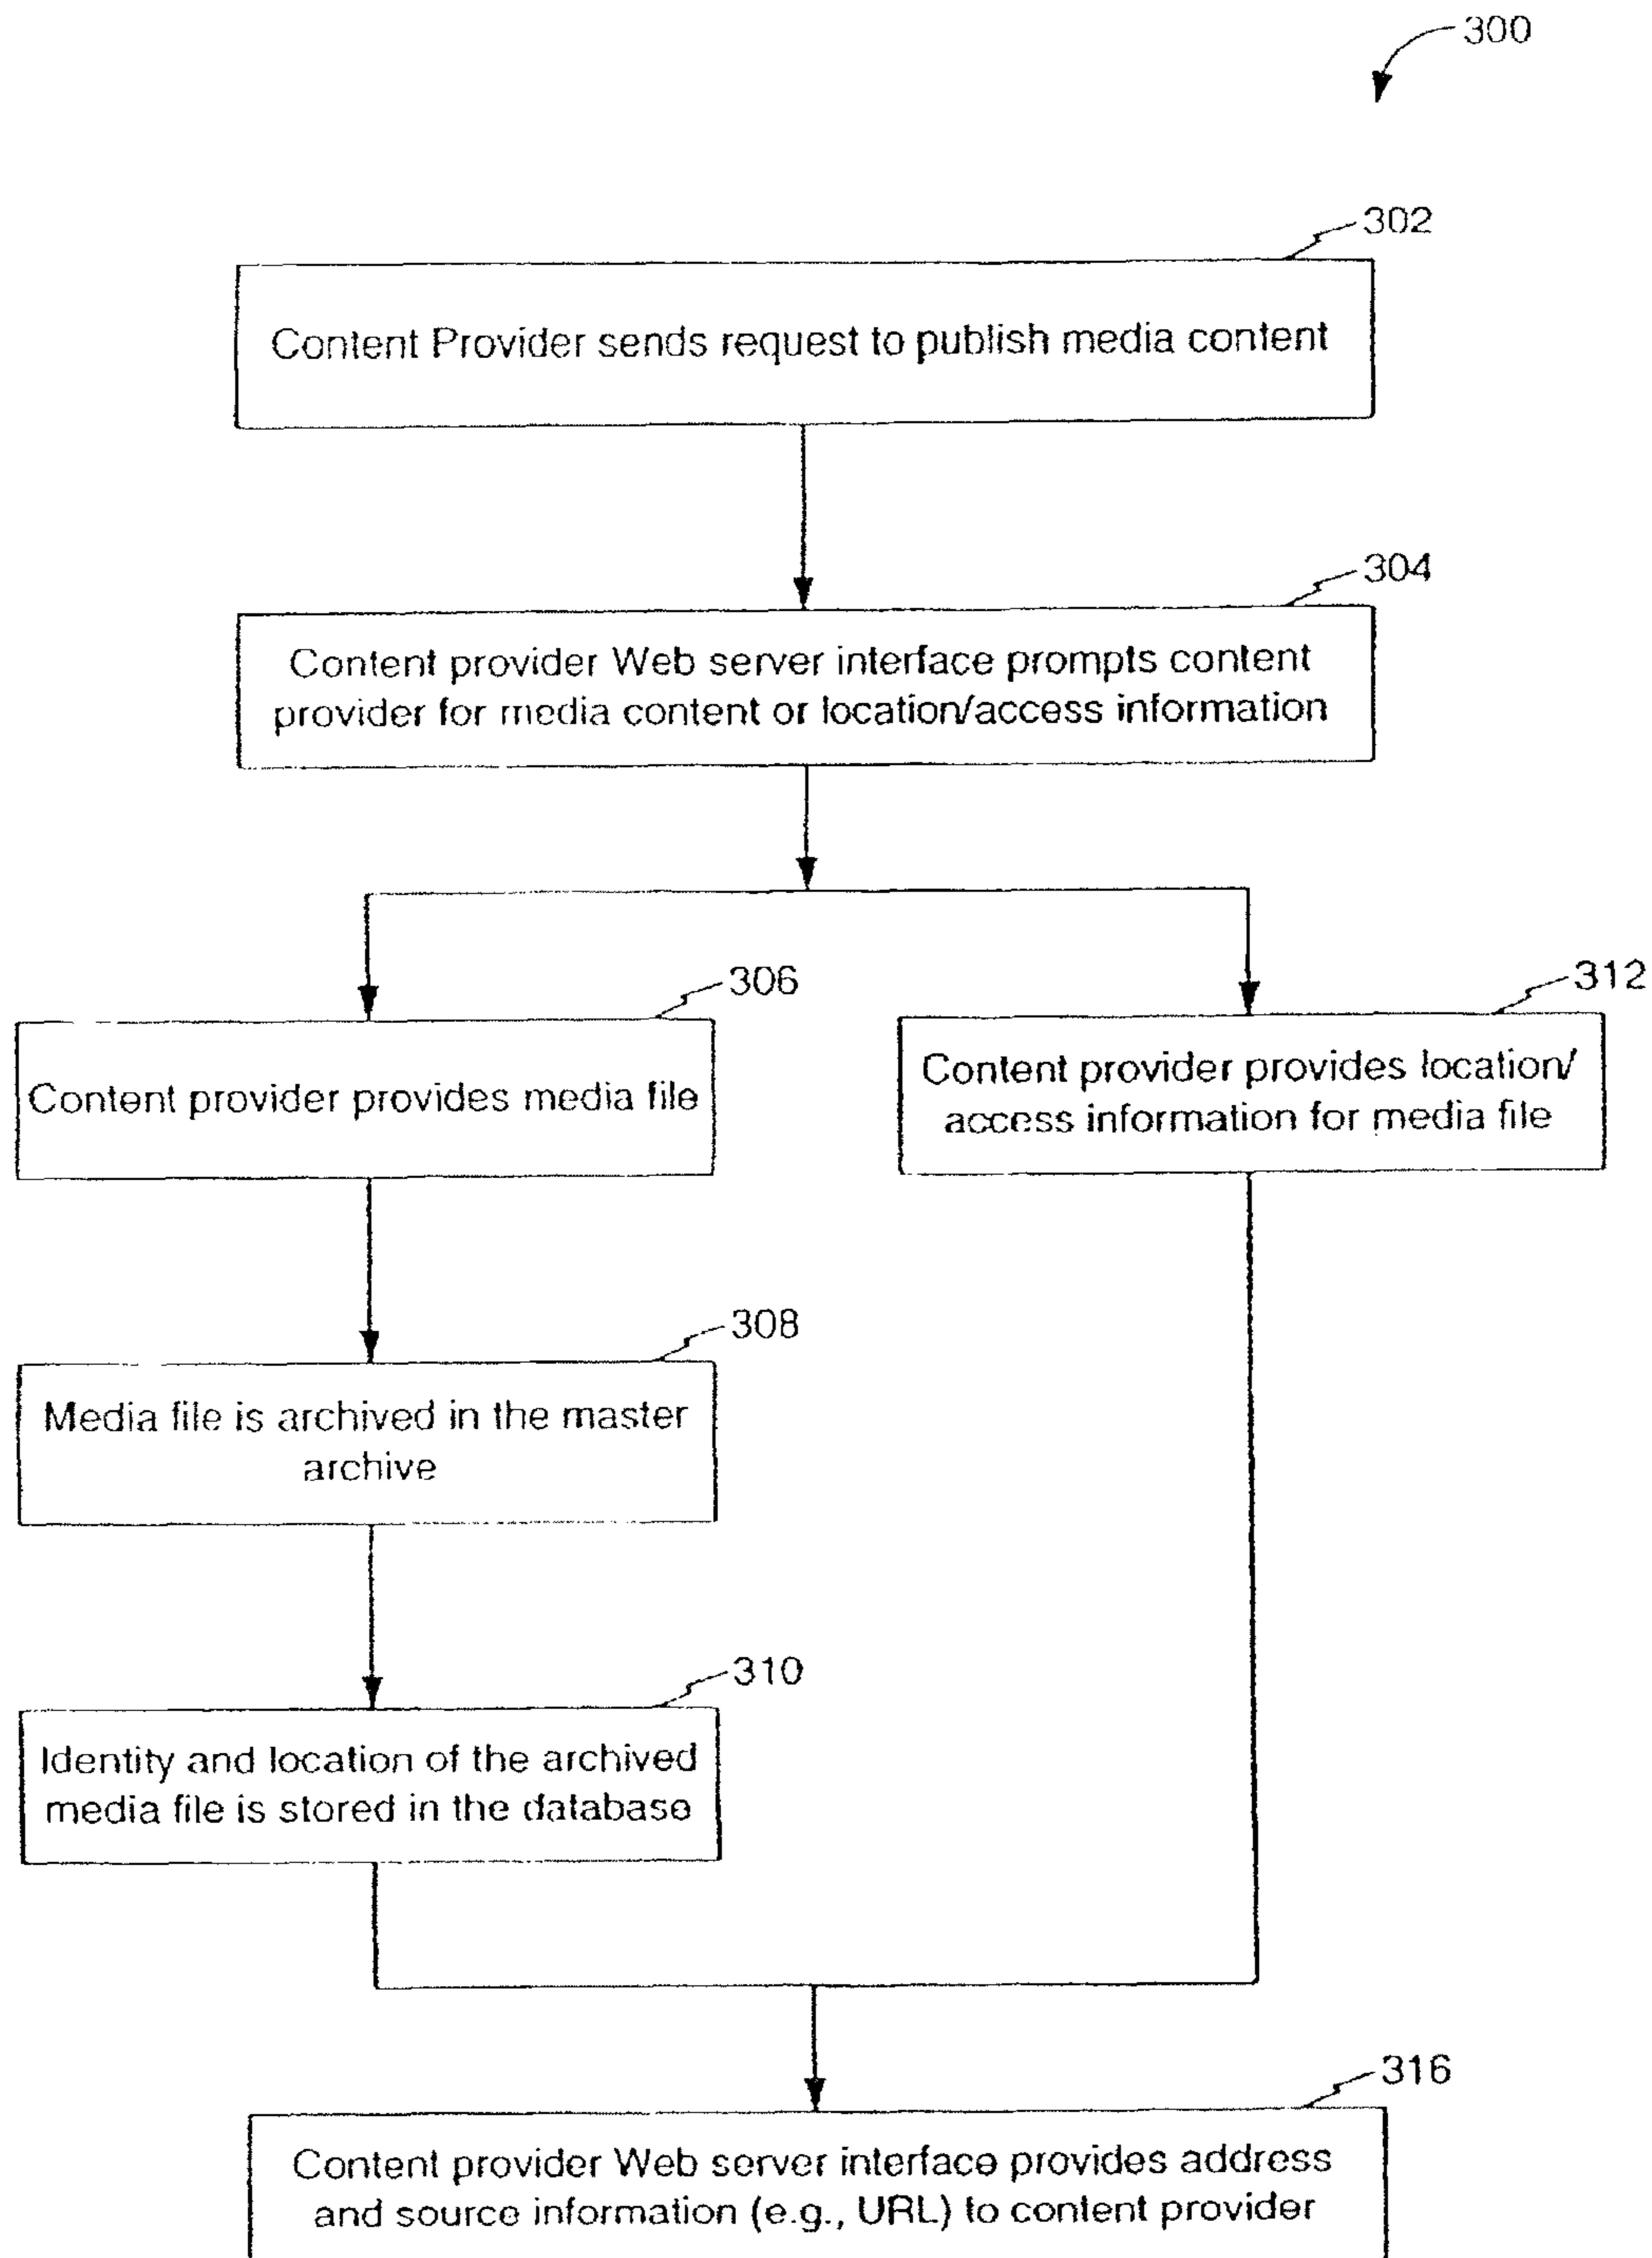 300
302
Content Provider sends request to publish media content
304
Content provider Web server interface prompts content
provider for media content or location/access information
306
Content provider provides media file
312
Content provider provides location/
access information for media file
308
Media file is archived in the master
archive
310
Identity and location of the archived
media file is stored in the database
316
Content provider Web server interface provides address
and source information (e.g., URL) to content provider